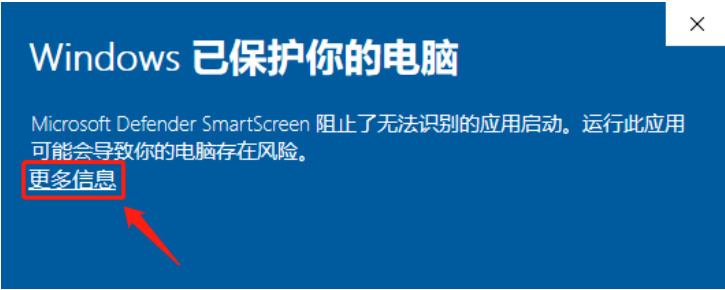 Windows 已保护你的电脑
Microsoft Defender SmartScreen 阻止了无法识别的应用启动。运行此应用
可能会导致你的电脑存在风险。
更多信息